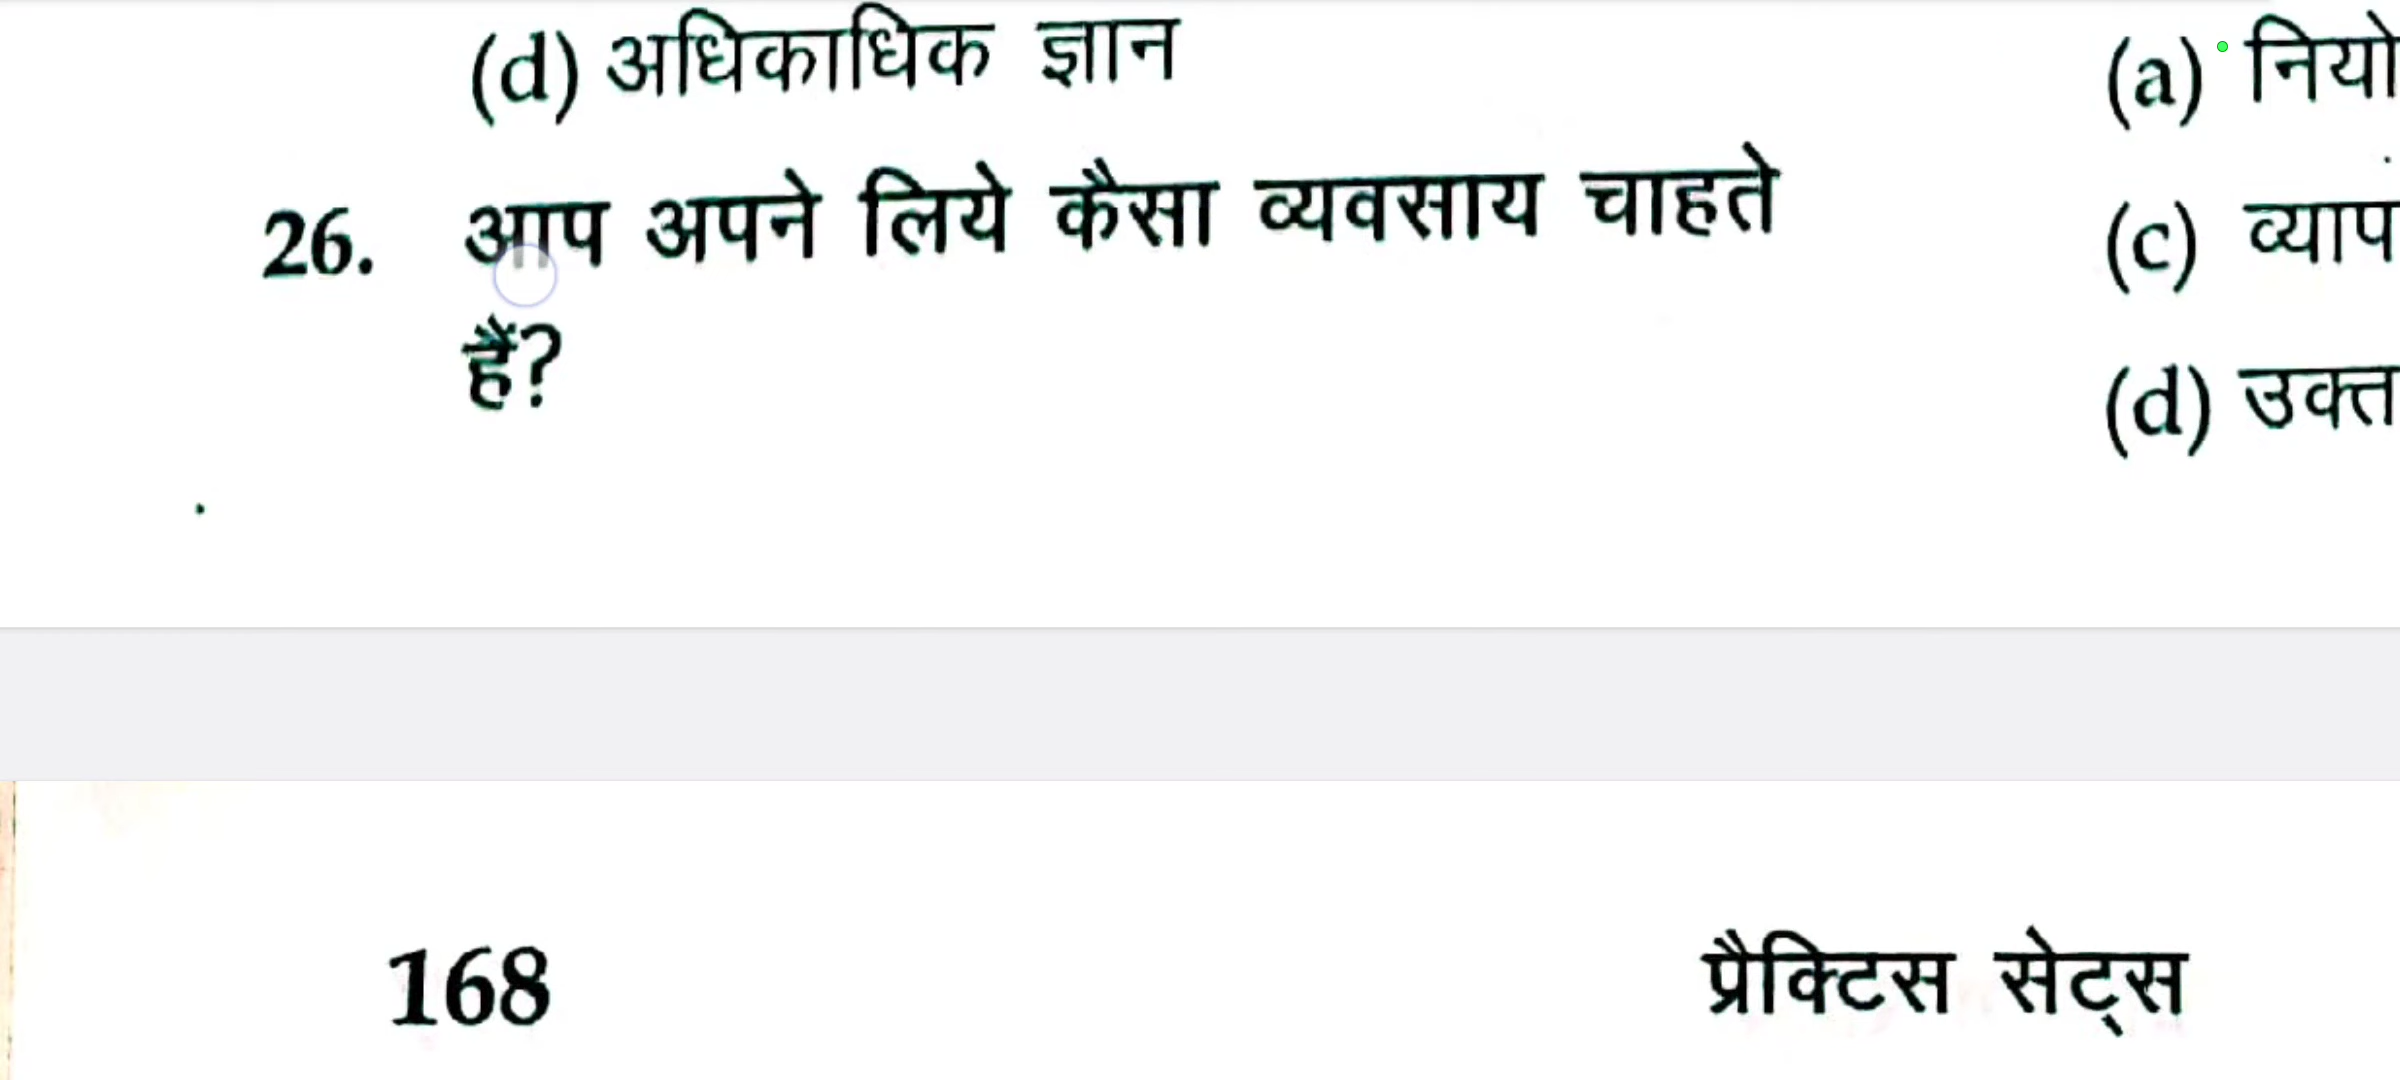 (d) अधिकाधिक ज्ञान
26. आप अपने लिये कैसा व्यवसाय चाहते
हैं?
(a)
(c)
(d) उक्त
168
प्रैक्टिस सेट्स